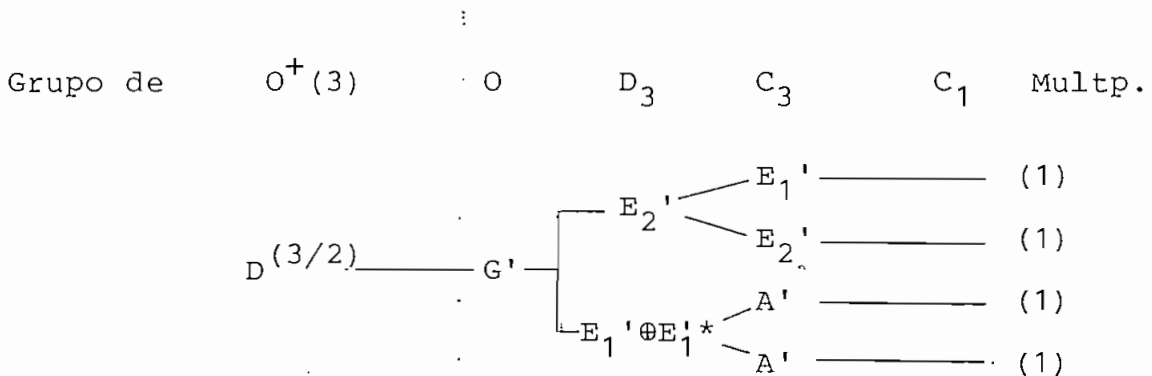 Grupo de O⁺(3) O D₃ C₃ C₁ Multp.
E₁' (1)
E₂'
E₂' (1)
D⁽³/²⁾ G'
A' (1)
E₁'⊕E₁'*
A' (1)